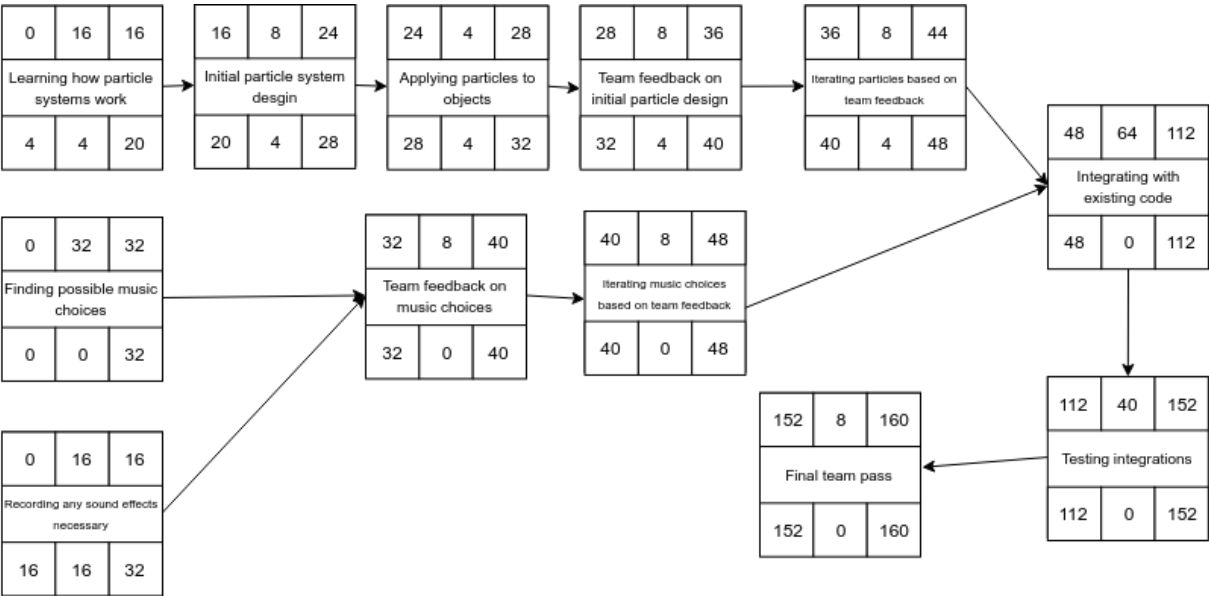 0 16 16
Learning how particle
systems work
4 4 20
16 8 24
Initial particle system
desgin
20 4 28
24 4 28
Applying particles to
objects
28 4 32
28 8 36
Team feedback on
initial particle design
32 4 40
36 8 44
Iterating particles based on
team feedback
40 4 48
48 64 112
Integrating with
existing code
48 0 112
0 32 32
Finding possible music
choices
0 0 32
32 8 40
Team feedback on
music choices
32 0 40
40 8 48
Iterating music choices
based on team feedback
40 0 48
0 16 16
Recording any sound effects
necessary
16 16 32
152 8 160
Final team pass
152 0 160
112 40 152
Testing integrations
112 0 152